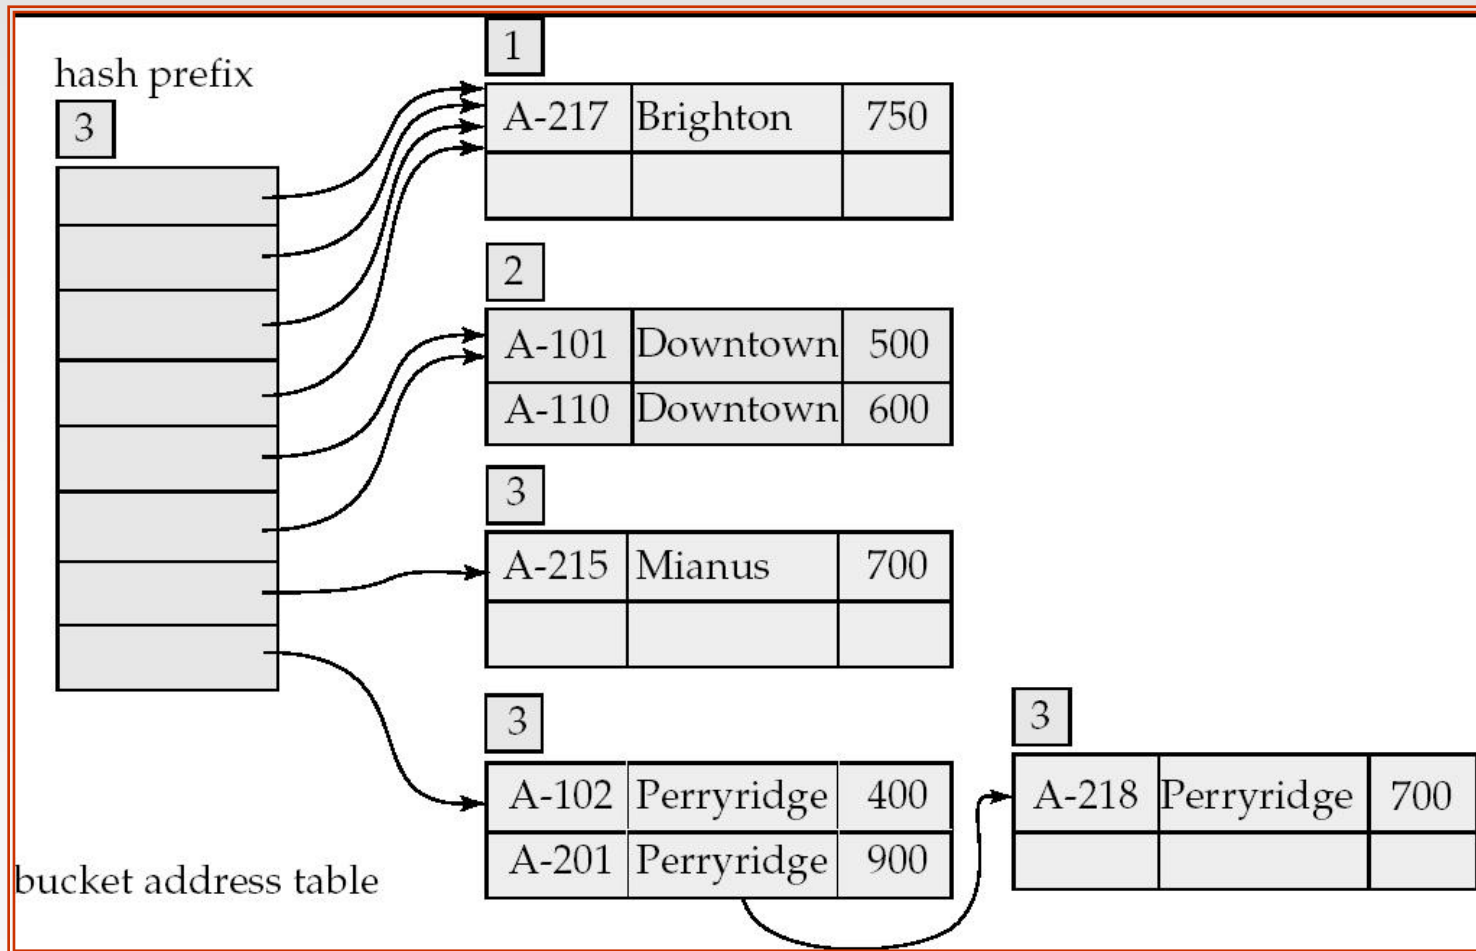 hash prefix
3
1
A-217 Brighton 750
2
A-101 Downtown 500
A-110 Downtown 600
3
A-215 Mianus 700
3
A-102 Perryridge 400
A-201 Perryridge 900
3
A-218 Perryridge 700
bucket address table